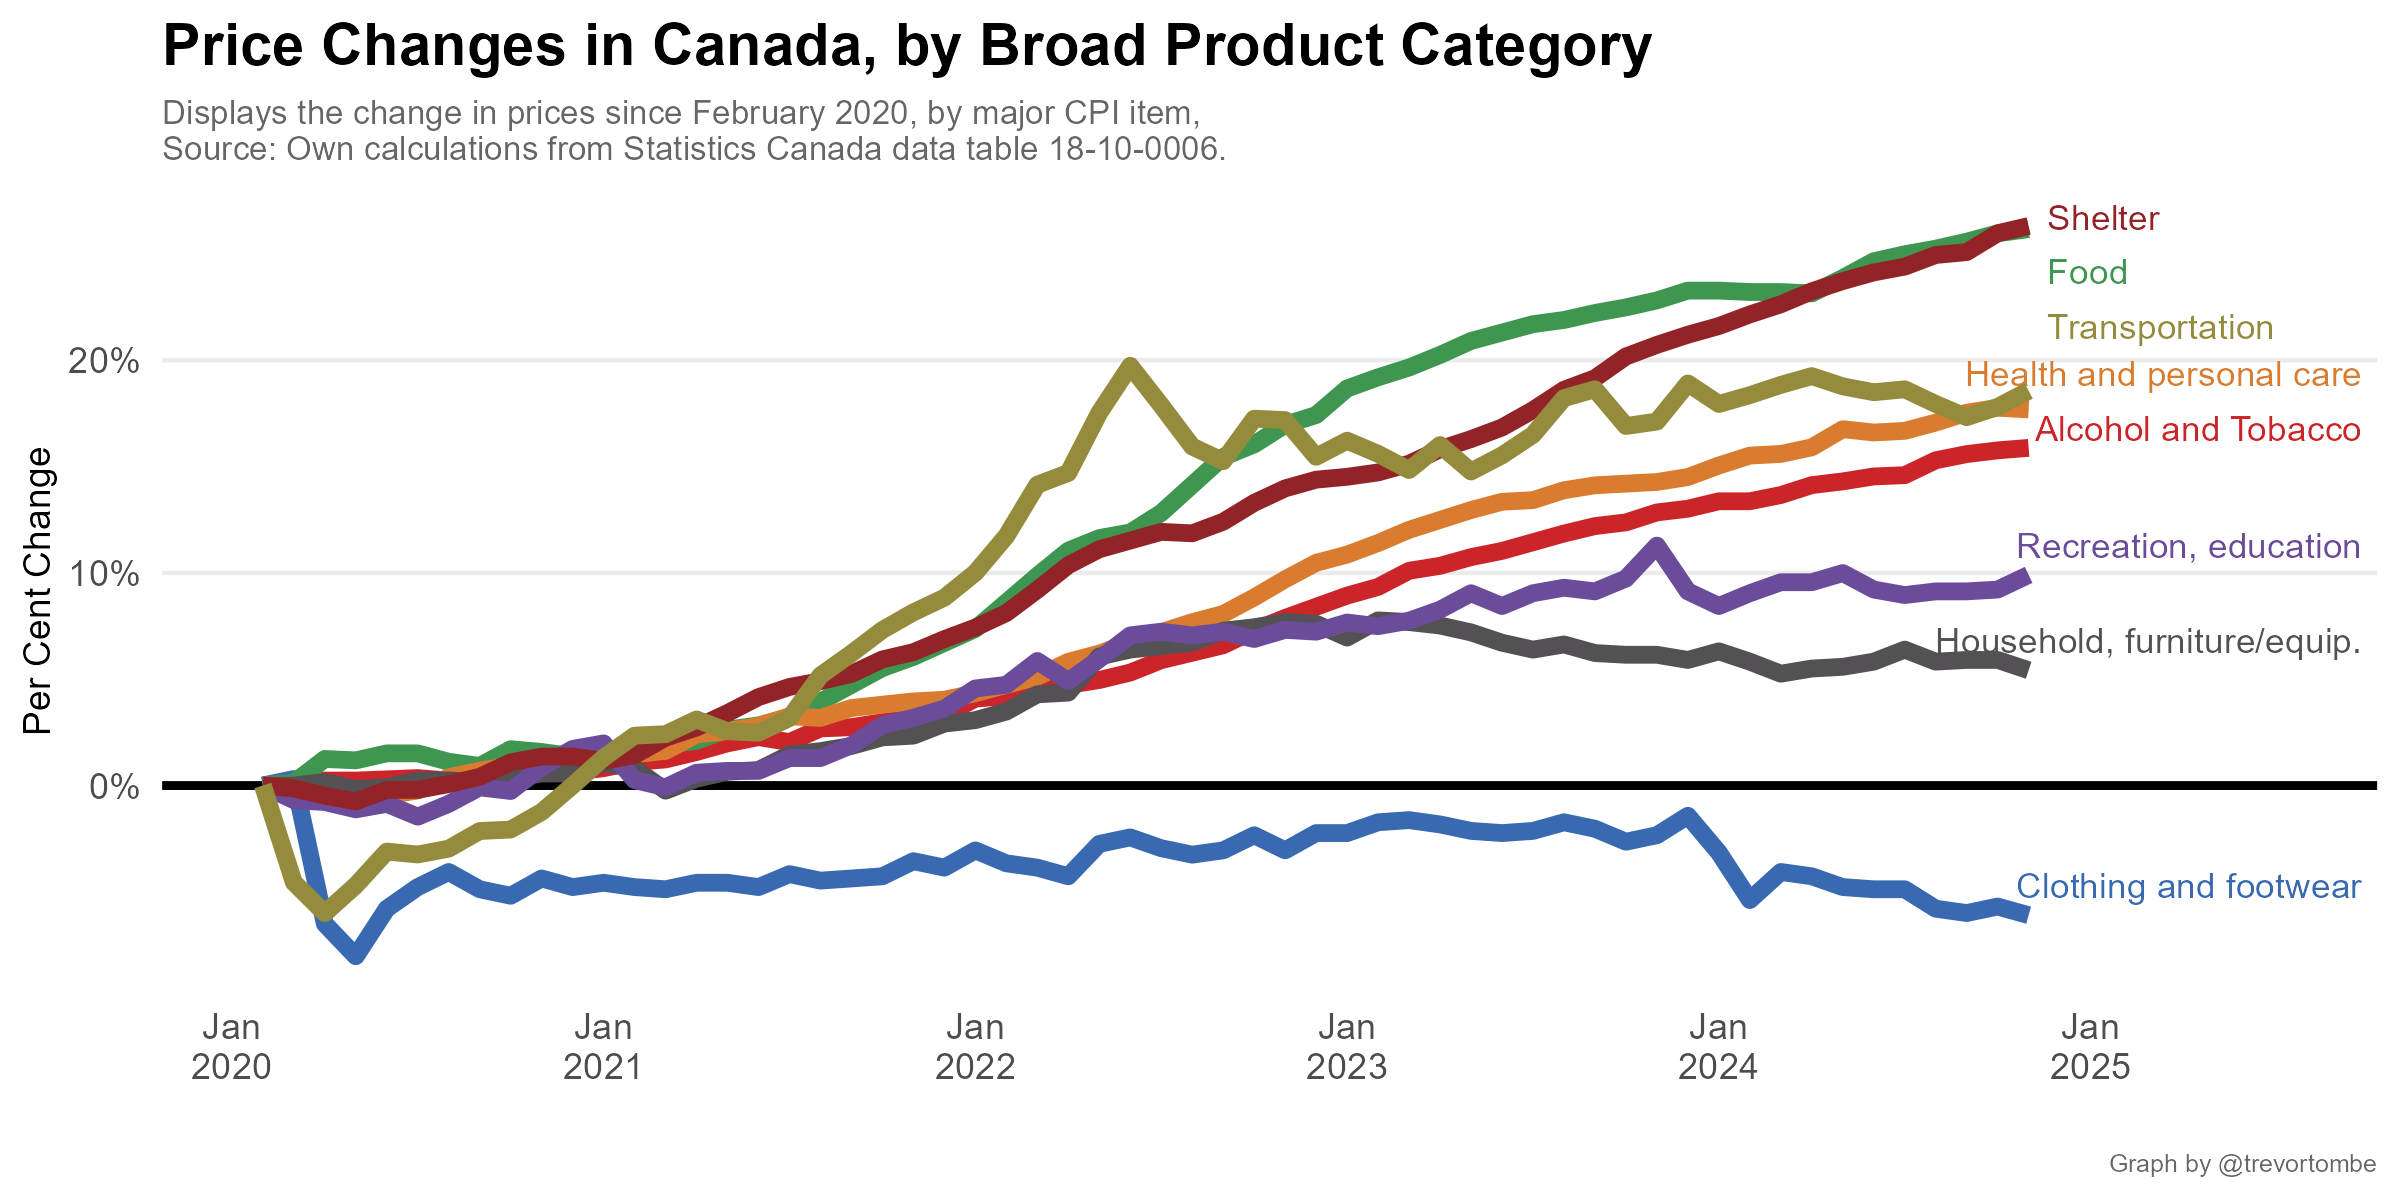 Price Changes in Canada, by Broad Product Category
Displays the change in prices since February 2020, by major CPI item,
Source: Own calculations from Statistics Canada data table 18-10-0006.
Shelter
Food
Transportation
20%
Health and personal care
Alcohol and Tobacco
Per Cent Change
Recreation, education
10%
Household, furniture/equip.
0%
Clothing and footwear
Jan Jan Jan Jan Jan Jan
2020 2021 2022 2023 2024 2025
Graph by @trevortombe